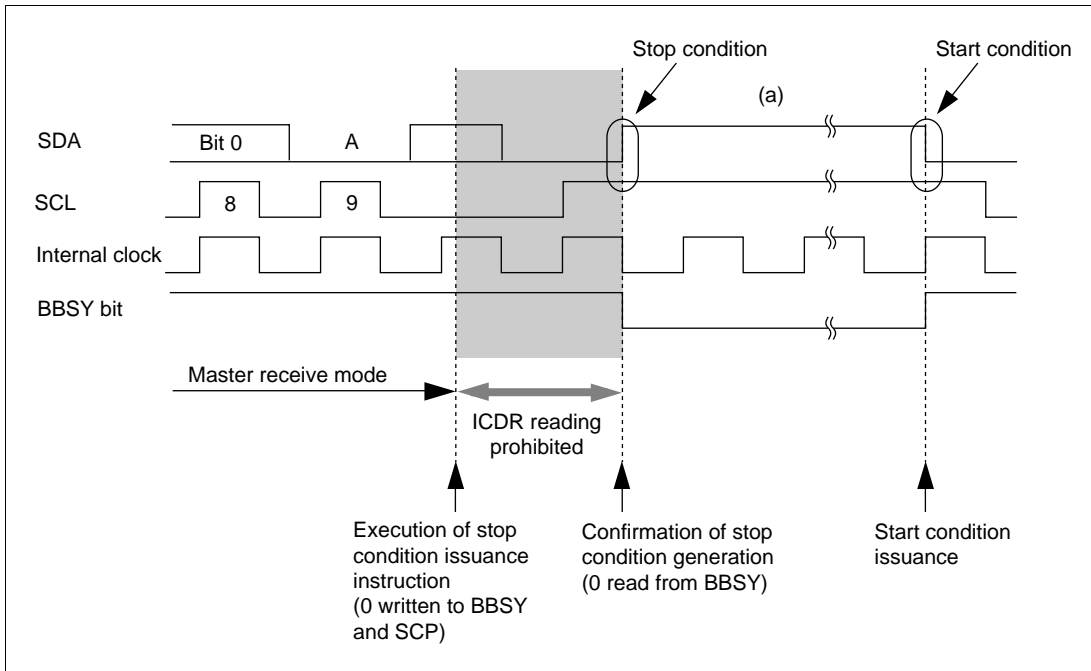 Stop condition
Start condition
(a)
SDA
Bit 0
A
SCL
8
9
Internal clock
BBSY bit
Master receive mode
ICDR reading
prohibited
Execution of stop
condition issuance
instruction
(0 written to BBSY
and SCP)
Confirmation of stop
condition generation
(0 read from BBSY)
Start condition
issuance